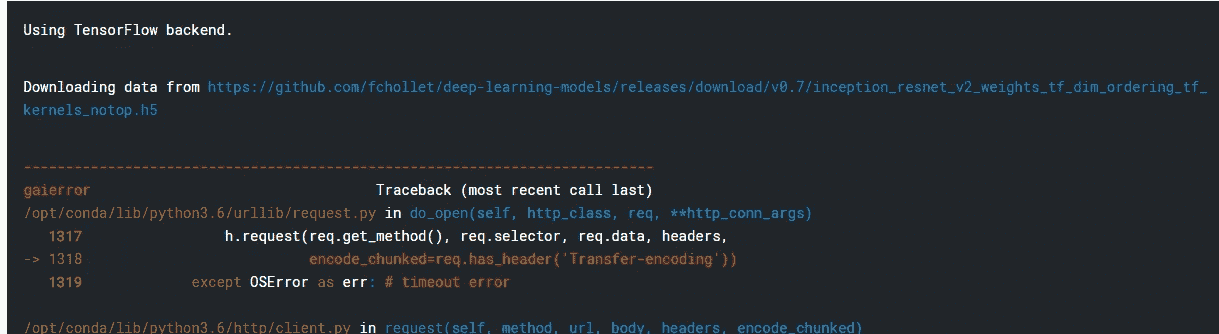 Using TensorFlow backend.
Downloading data from https://github.com/fchollet/deep-learning-models/releases/download/v0.7/inception_resnet_v2_weights_tf_dim_ordering_tf_
kernels_notop.h5
---------------------------------------------------------------------------
gaierror Traceback (most recent call last)
/opt/conda/lib/python3.6/urllib/request.py in do_open(self, http_class, req, **http_conn_args)
1317 h.request(req.get_method(), req.selector, req.data, headers,
-> 1318 encode_chunked=req.has_header('Transfer-encoding'))
1319 except OSError as err: # timeout error
/opt/conda/lib/python3.6/http/client.py in request(self, method, url, body, headers, encode_chunked)